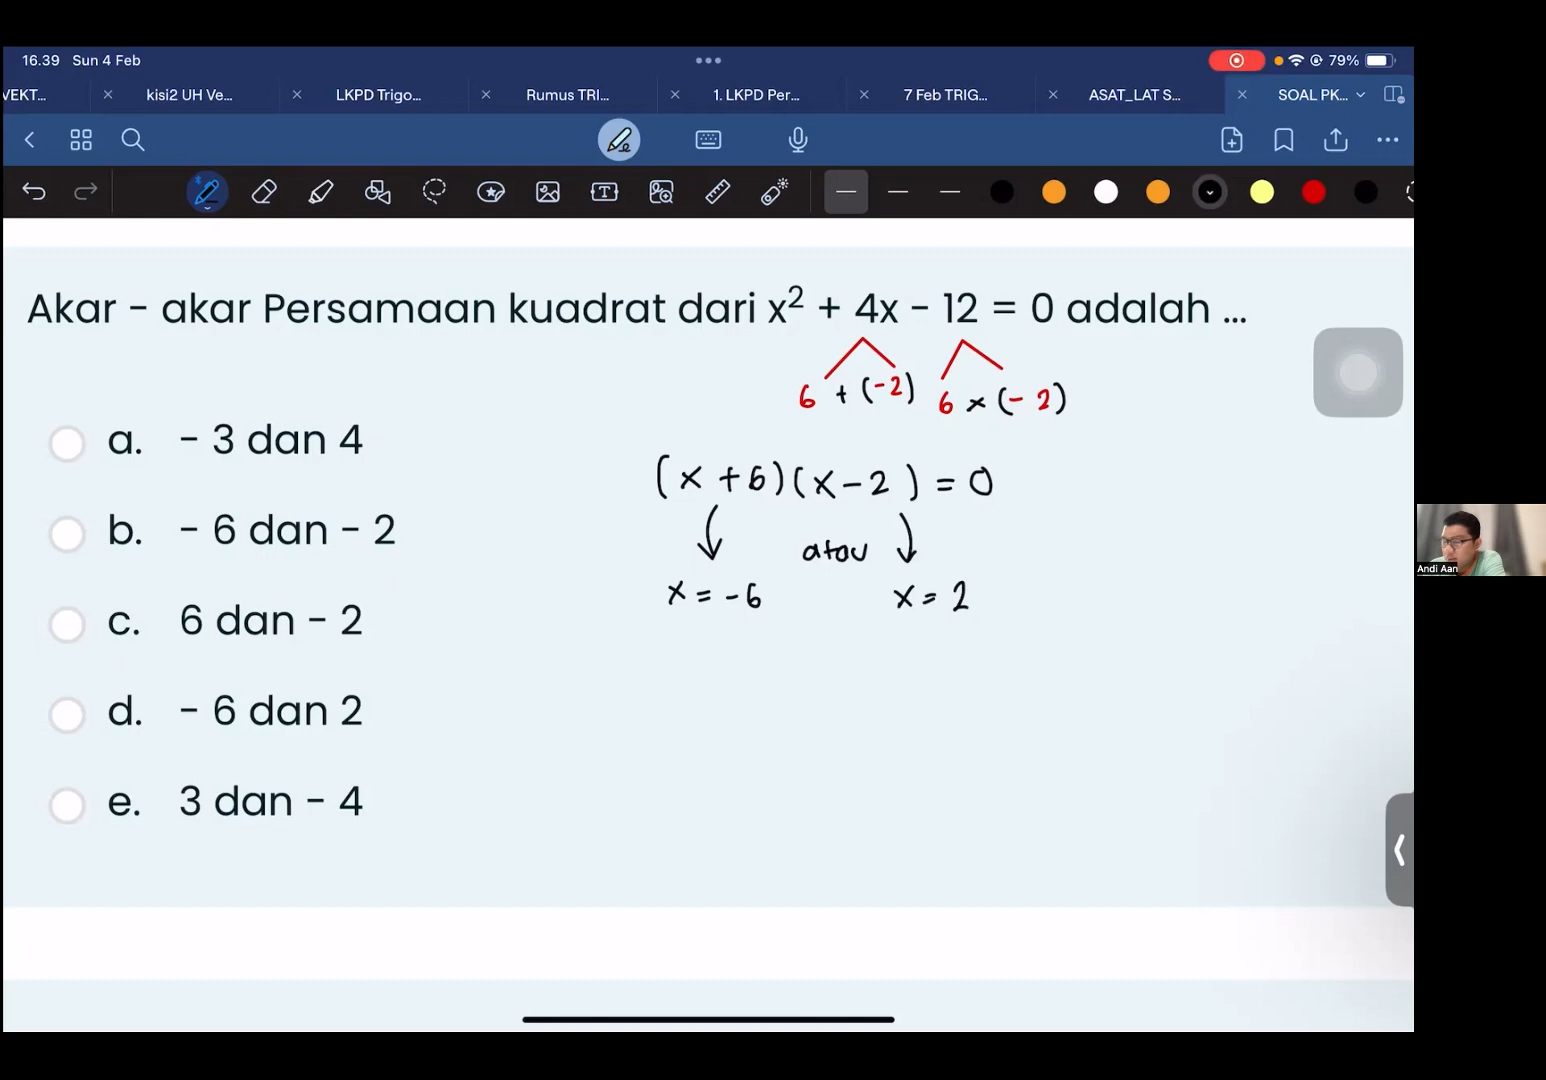 16.39 Sun 4 Feb
79%
VEKT...
kisi2 UH Ve...
LKPD Trigo...
Rumus TRI...
1. LKPD Per...
7 Feb TRIG...
ASAT_LAT S...
SOAL PK...
Akar - akar Persamaan kuadrat dari x² + 4x - 12 = 0 adalah ...
6 + (-2) 6 × (-2)
a. - 3 dan 4
(x + 6)(x - 2) = 0
b. - 6 dan - 2
atau
x = -6 x = 2
c. 6 dan - 2
d. - 6 dan 2
e. 3 dan - 4
Andi Aan